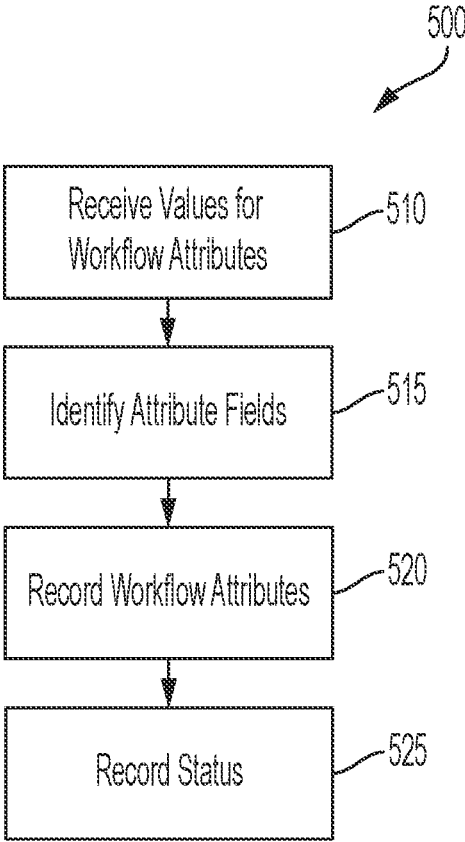 500
Receive Values for
Workflow Attributes
510
Identify Attribute Fields
515
Record Workflow Attributes
520
Record Status
525